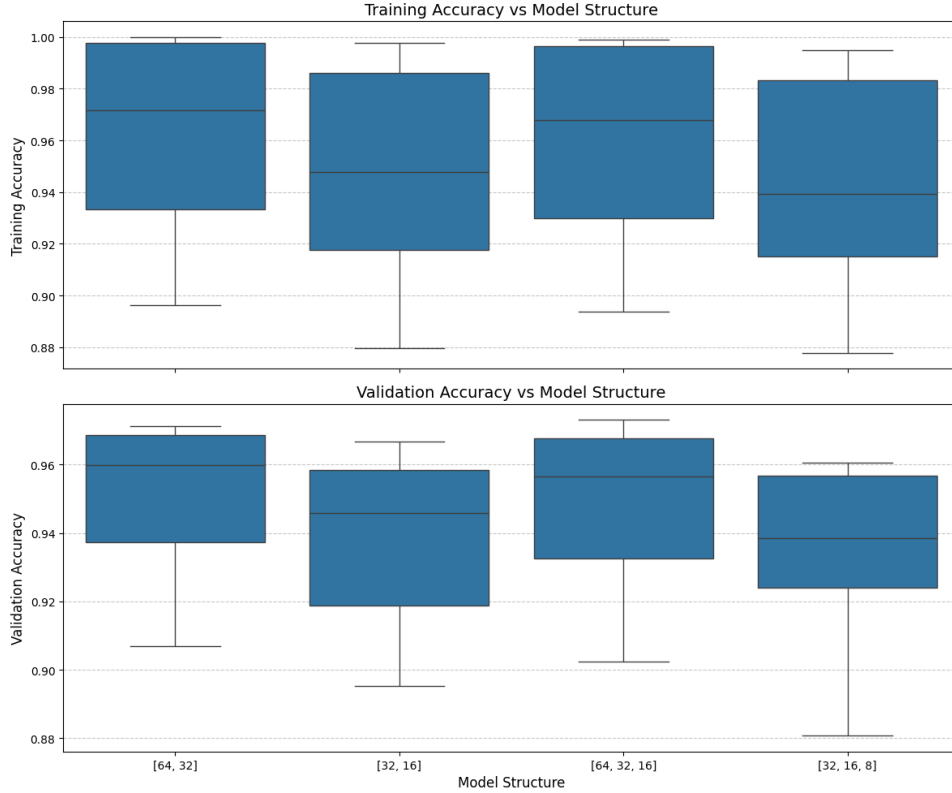 Training Accuracy vs Model Structure
Training Accuracy
1.00
0.98
0.96
0.94
0.92
0.90
0.88
Validation Accuracy vs Model Structure
Validation Accuracy
0.96
0.94
0.92
0.90
0.88
[64, 32]
[32, 16]
[64, 32, 16]
[32, 16, 8]
Model Structure